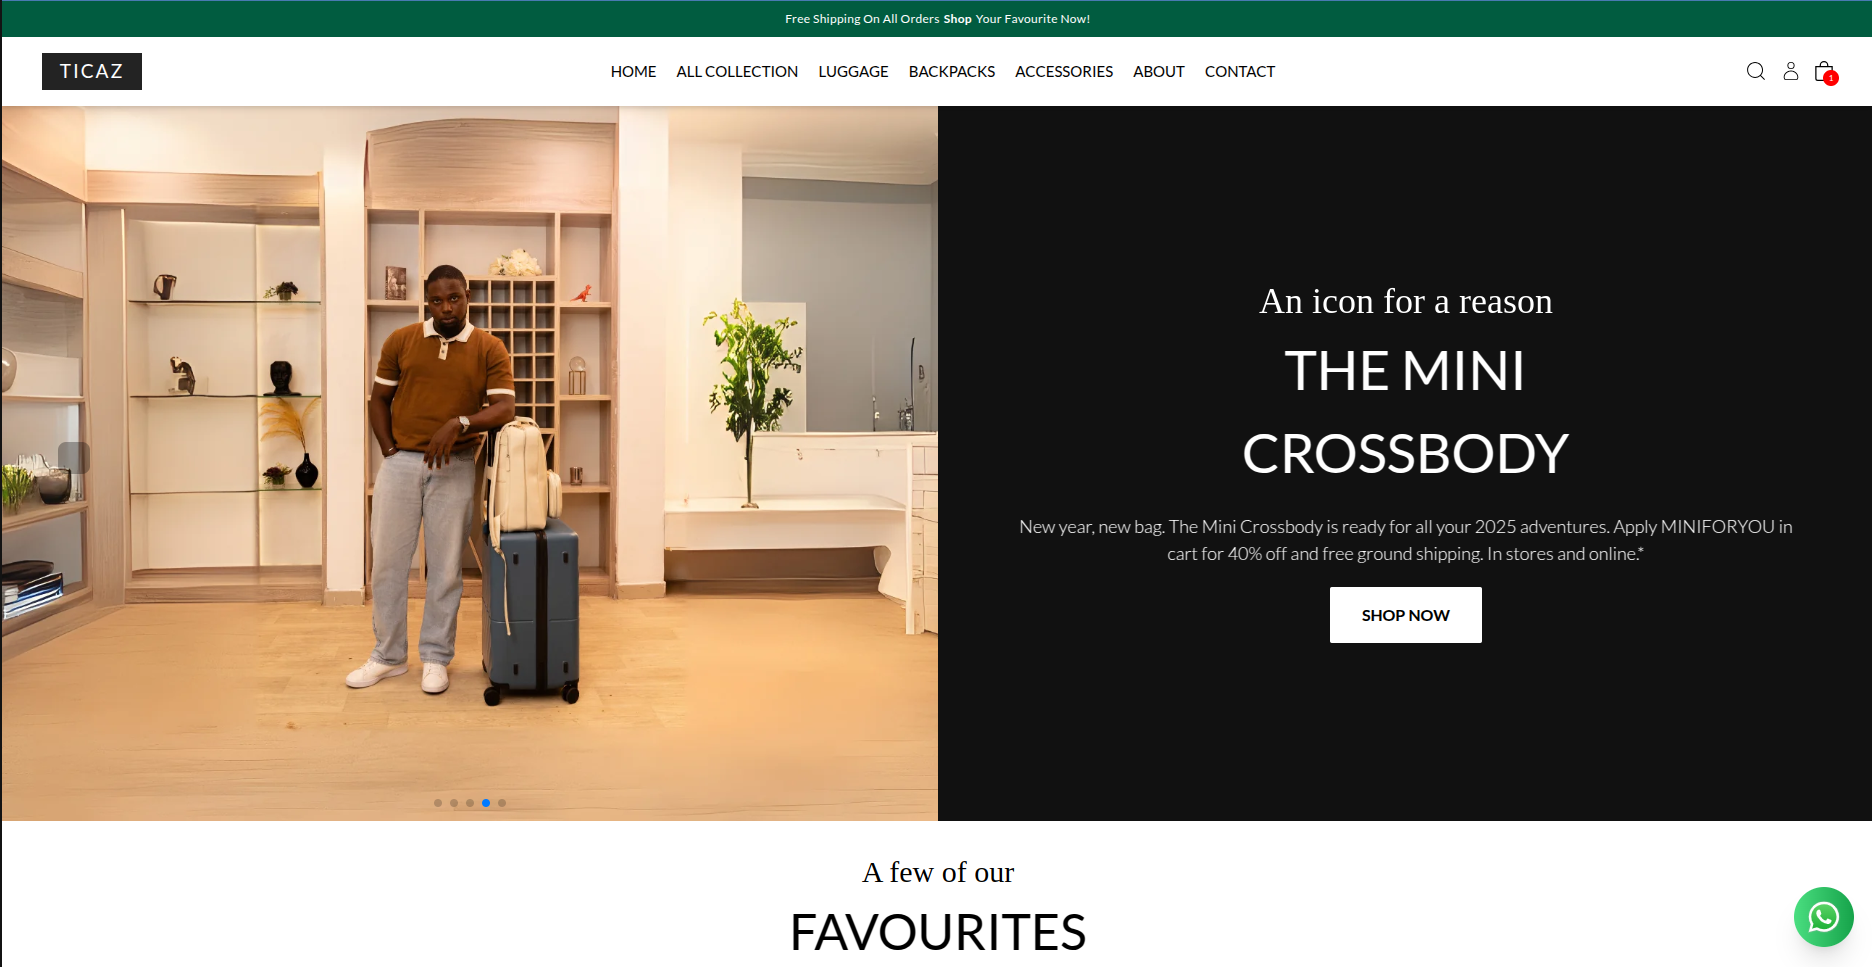 Free Shipping On All Orders Shop Your Favourite Now!
TICAZ
HOME ALL COLLECTION LUGGAGE BACKPACKS ACCESSORIES ABOUT CONTACT
1
An icon for a reason
THE MINI
CROSSBODY
New year, new bag. The Mini Crossbody is ready for all your 2025 adventures. Apply MINIFORYOU in
cart for 40% off and free ground shipping. In stores and online.*
SHOP NOW
A few of our
FAVOURITES